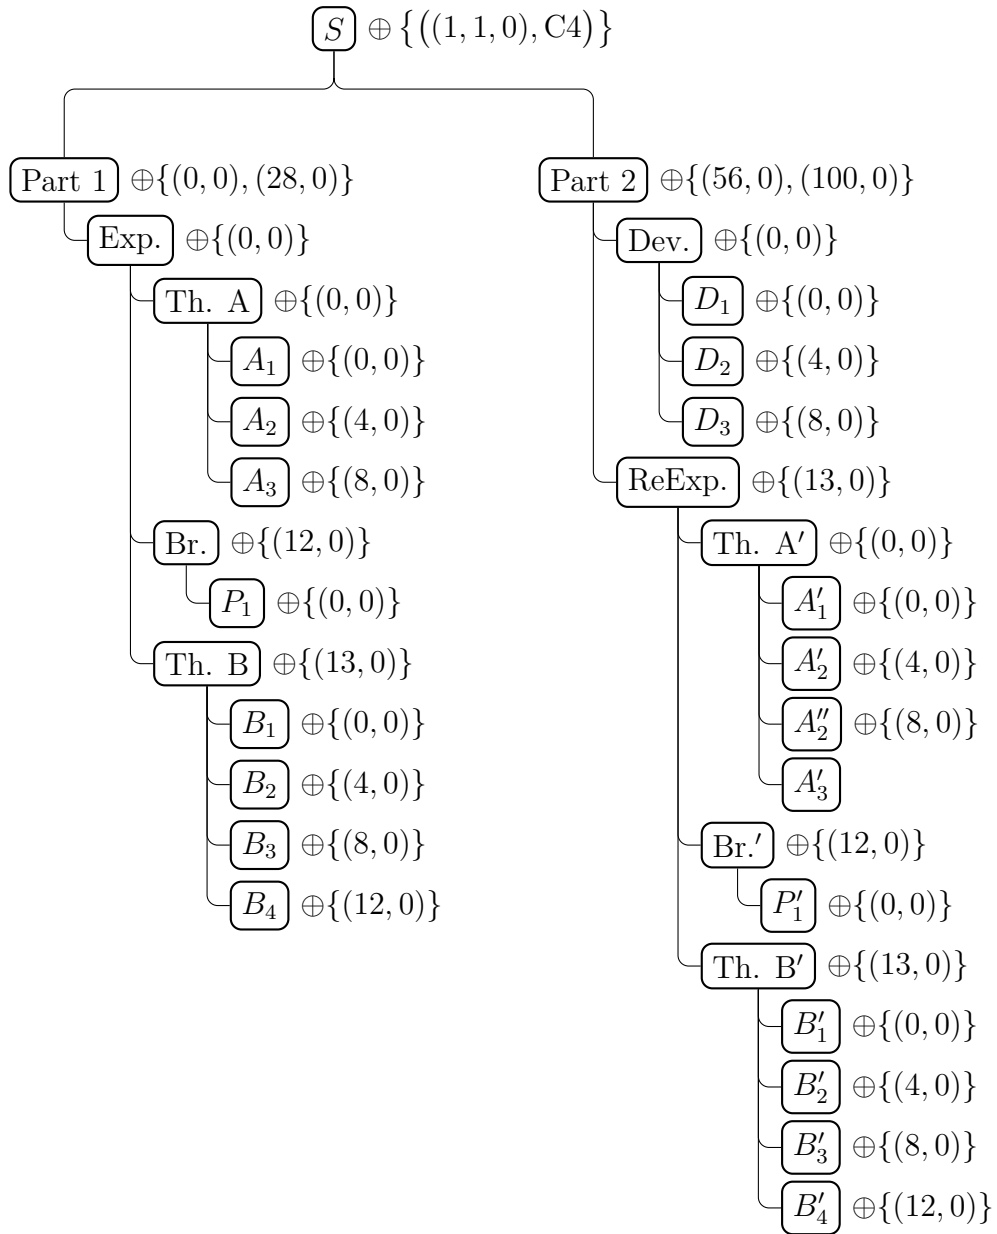 S ⊕ {((1, 1, 0), C4)}
Part 1 ⊕{(0, 0), (28, 0)}
Exp. ⊕{(0, 0)}
Th. A ⊕{(0, 0)}
A₁ ⊕{(0, 0)}
A₂ ⊕{(4, 0)}
A₃ ⊕{(8, 0)}
Br. ⊕{(12, 0)}
P₁ ⊕{(0, 0)}
Th. B ⊕{(13, 0)}
B₁ ⊕{(0, 0)}
B₂ ⊕{(4, 0)}
B₃ ⊕{(8, 0)}
B₄ ⊕{(12, 0)}
Part 2 ⊕{(56, 0), (100, 0)}
Dev. ⊕{(0, 0)}
D₁ ⊕{(0, 0)}
D₂ ⊕{(4, 0)}
D₃ ⊕{(8, 0)}
ReExp. ⊕{(13, 0)}
Th. A′ ⊕{(0, 0)}
A′₁ ⊕{(0, 0)}
A′₂ ⊕{(4, 0)}
A″₂ ⊕{(8, 0)}
A′₃
Br.′ ⊕{(12, 0)}
P′₁ ⊕{(0, 0)}
Th. B′ ⊕{(13, 0)}
B′₁ ⊕{(0, 0)}
B′₂ ⊕{(4, 0)}
B′₃ ⊕{(8, 0)}
B′₄ ⊕{(12, 0)}